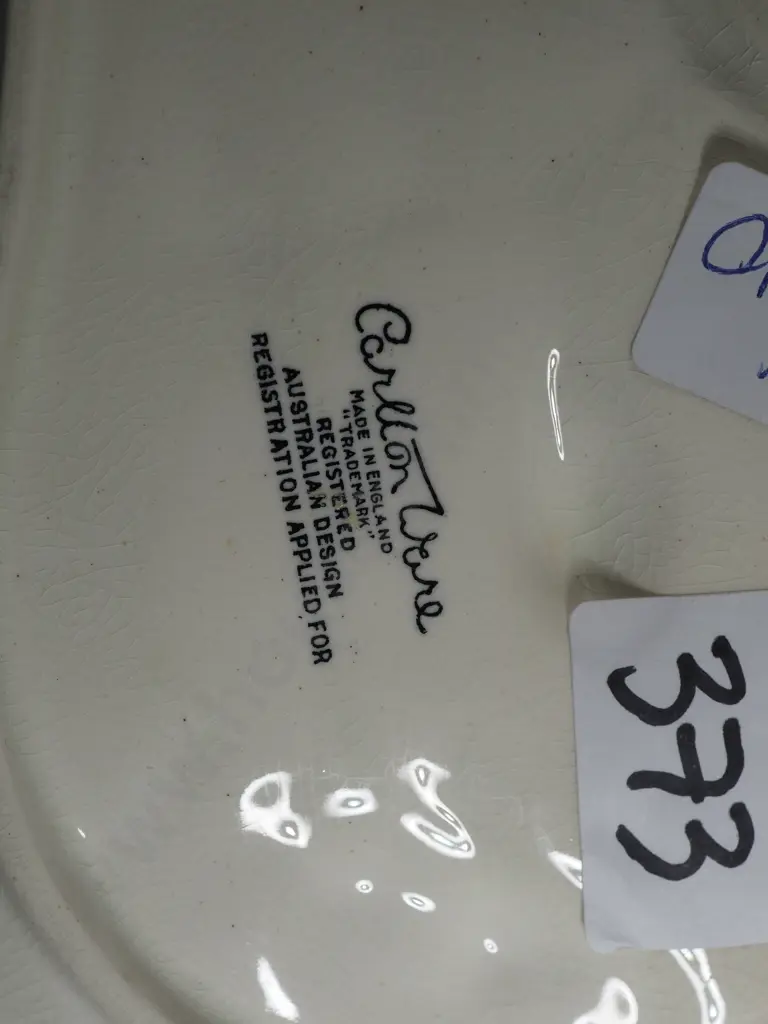 Carlton Ware
MADE IN ENGLAND
"TRADEMARK"
REGISTERED
AUSTRALIAN DESIGN
REGISTRATION APPLIED FOR
373